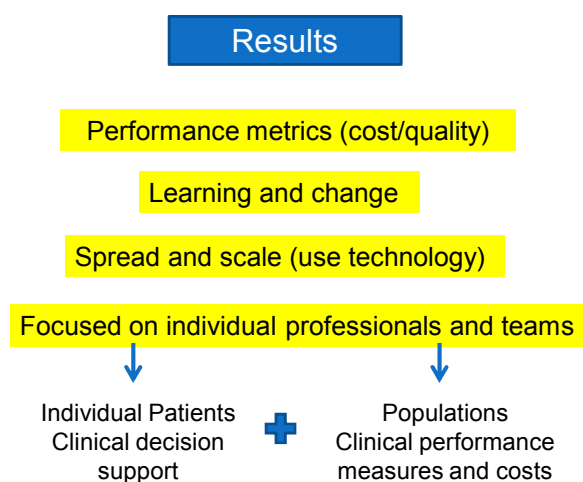 Results
Performance metrics (cost/quality)
Learning and change
Spread and scale (use technology)
Focused on individual professionals and teams
Individual Patients
Clinical decision
support
Populations
Clinical performance
measures and costs